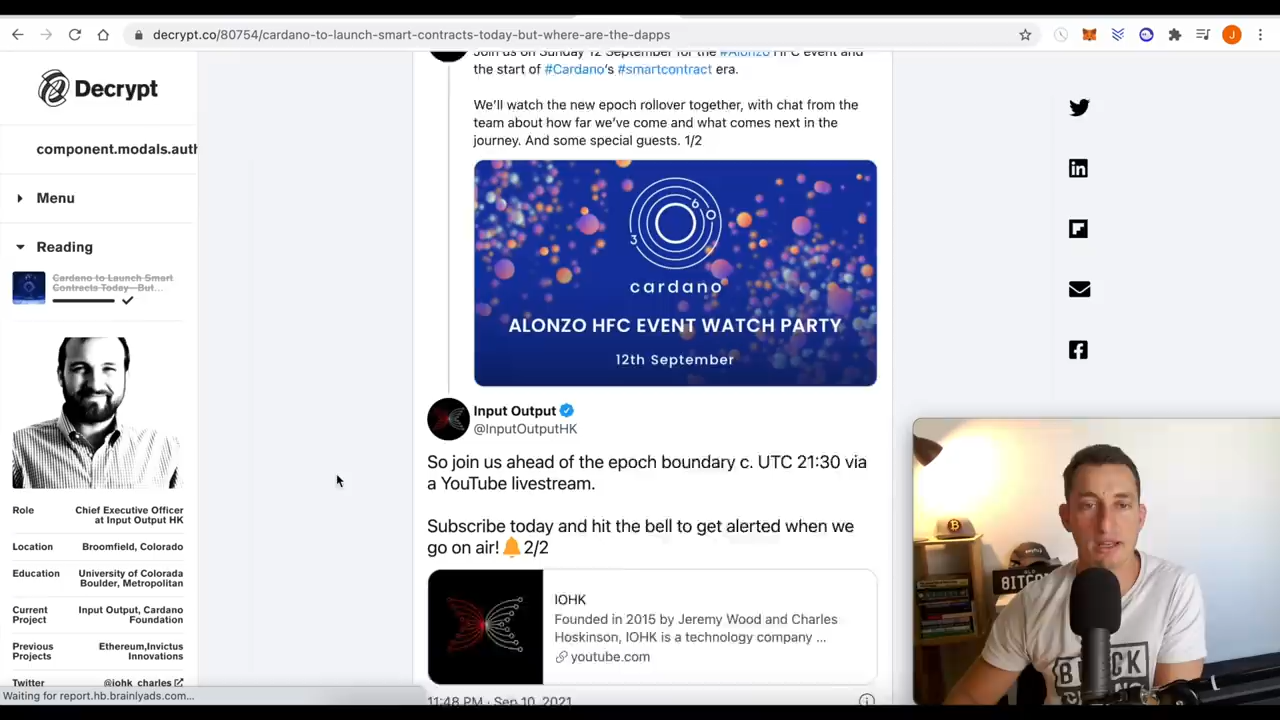 decrypt.co/80754/cardano-to-launch-smart-contracts-today-but-where-are-the-dapps
J
Decrypt
component.modals.auth
Menu
Reading
Cardano to Launch Smart
Contracts Today - But...
Role
Chief Executive Officer
at Input Output HK
Location
Broomfield, Colorado
Education
University of Colorado
Boulder, Metropolitan
Current
Project
Input Output, Cardano
Foundation
Previous
Projects
Ethereum,Invictus
Innovations
Twitter
@iohk_charles
Waiting for report.hb.brainlyads.com...
Join us on Sunday 12 September for the #Alonzo HFC event and
the start of #Cardano's #smartcontract era.
We'll watch the new epoch rollover together, with chat from the
team about how far we've come and what comes next in the
journey. And some special guests. 1/2
3 6 0
cardano
ALONZO HFC EVENT WATCH PARTY
12th September
Input Output
@InputOutputHK
So join us ahead of the epoch boundary c. UTC 21:30 via
a YouTube livestream.
Subscribe today and hit the bell to get alerted when we
go on air!🔔2/2
IOHK
Founded in 2015 by Jeremy Wood and Charles
Hoskinson, IOHK is a technology company ...
youtube.com
11:48 PM · Sep 10, 2021
BITCO
BLOCK